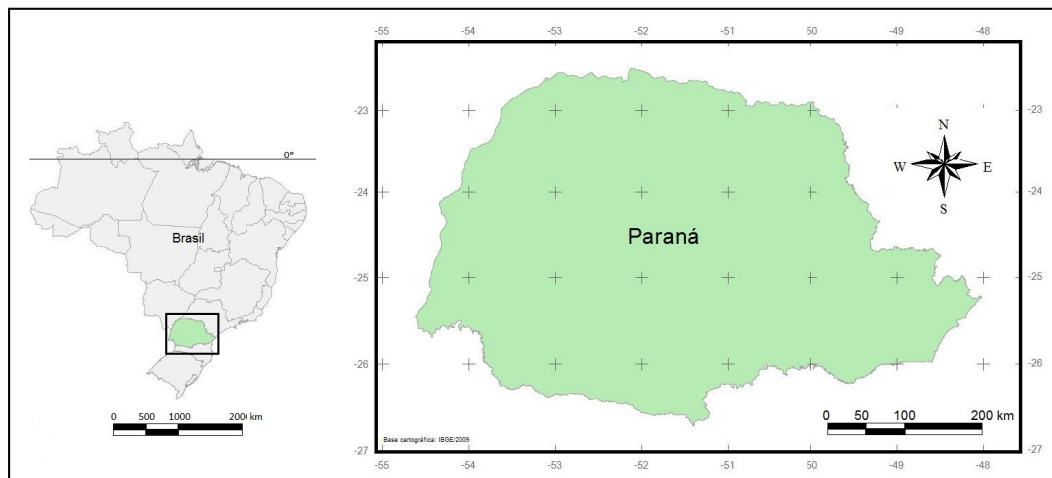 0°
Brasil
0 500 1000 2000 km
-55 -54 -53 -52 -51 -50 -49 -48
-23 -23
N
W E
S
-24 -24
Paraná
-25 -25
-26 -26
0 50 100 200 km
Base cartográfica: IBGE/2009
-27 -27
-55 -54 -53 -52 -51 50 -49 -48